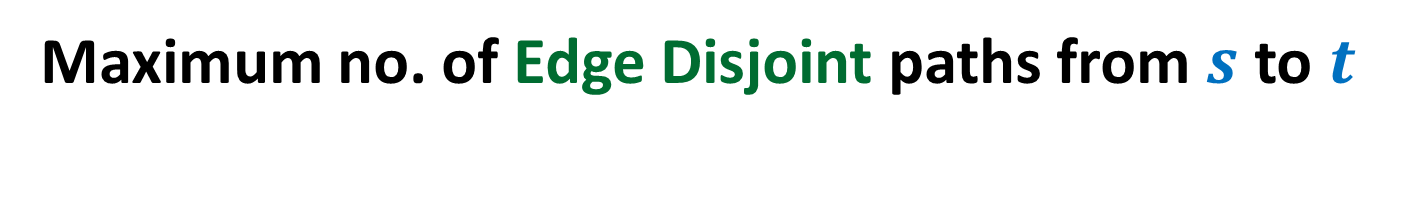 Maximum no. of Edge Disjoint paths from s to t